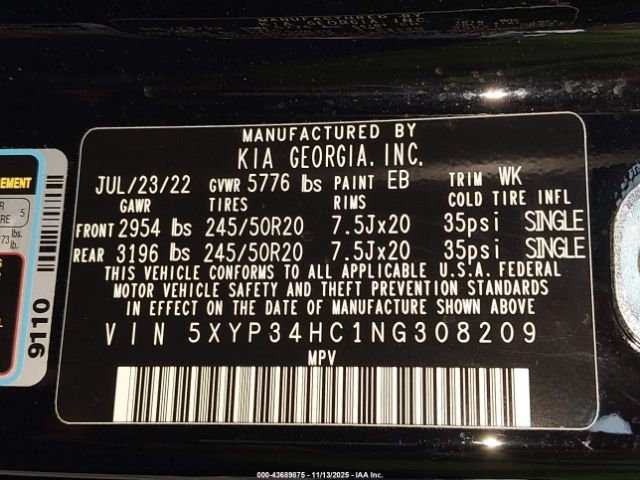 MANUFACTURED BY
KIA GEORGIA, INC.
JUL/23/22 GVWR 5776 lbs PAINT EB TRIM WK
GAWR TIRES RIMS COLD TIRE INFL
FRONT 2954 lbs 245/50R20 7.5Jx20 35psi SINGLE
REAR 3196 lbs 245/50R20 7.5Jx20 35psi SINGLE
THIS VEHICLE CONFORMS TO ALL APPLICABLE U.S.A. FEDERAL
MOTOR VEHICLE SAFETY AND THEFT PREVENTION STANDARDS
IN EFFECT ON THE DATE OF MANUFACTURE SHOWN ABOVE.
VIN 5XYP34HC1NG308209
MPV
9110
000-43689875 - 11/13/2025 - IAA Inc.